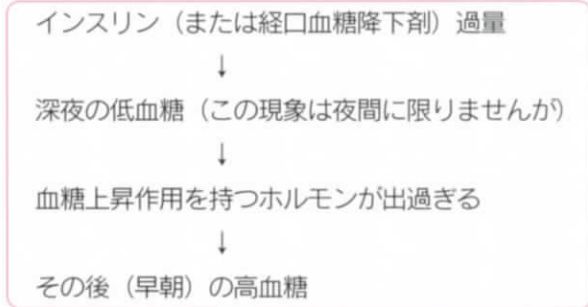 インスリン（または経口血糖降下剤）過量
↓
深夜の低血糖（この現象は夜間に限りませんが）
↓
血糖上昇作用を持つホルモンが出過ぎる
↓
その後（早朝）の高血糖